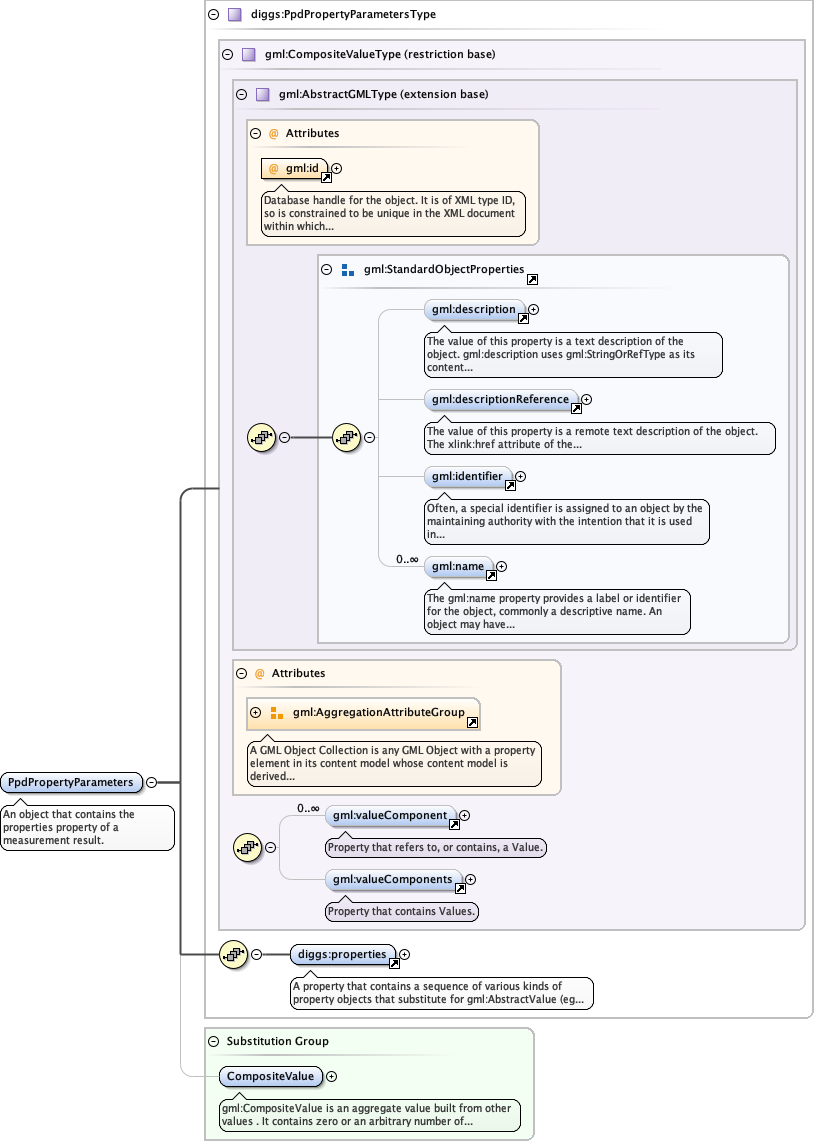 diggs:PpdPropertyParametersType
gml:CompositeValueType (restriction base)
gml:AbstractGMLType (extension base)
@ Attributes
@ gml:id
Database handle for the object. It is of XML type ID,
so is constrained to be unique in the XML document
within which...
gml:StandardObjectProperties
gml:description
The value of this property is a text description of the
object. gml:description uses gml:StringOrRefType as its
content...
gml:descriptionReference
The value of this property is a remote text description of the object.
The xlink:href attribute of the...
gml:identifier
Often, a special identifier is assigned to an object by the
maintaining authority with the intention that it is used
in...
0..∞
gml:name
The gml:name property provides a label or identifier
for the object, commonly a descriptive name. An
object may have...
@ Attributes
gml:AggregationAttributeGroup
A GML Object Collection is any GML Object with a property
element in its content model whose content model is
derived...
PpdPropertyParameters
An object that contains the
properties property of a
measurement result.
0..∞
gml:valueComponent
Property that refers to, or contains, a Value.
gml:valueComponents
Property that contains Values.
diggs:properties
A property that contains a sequence of various kinds of
property objects that substitute for gml:AbstractValue (eg...
Substitution Group
CompositeValue
gml:CompositeValue is an aggregate value built from other
values . It contains zero or an arbitrary number of...